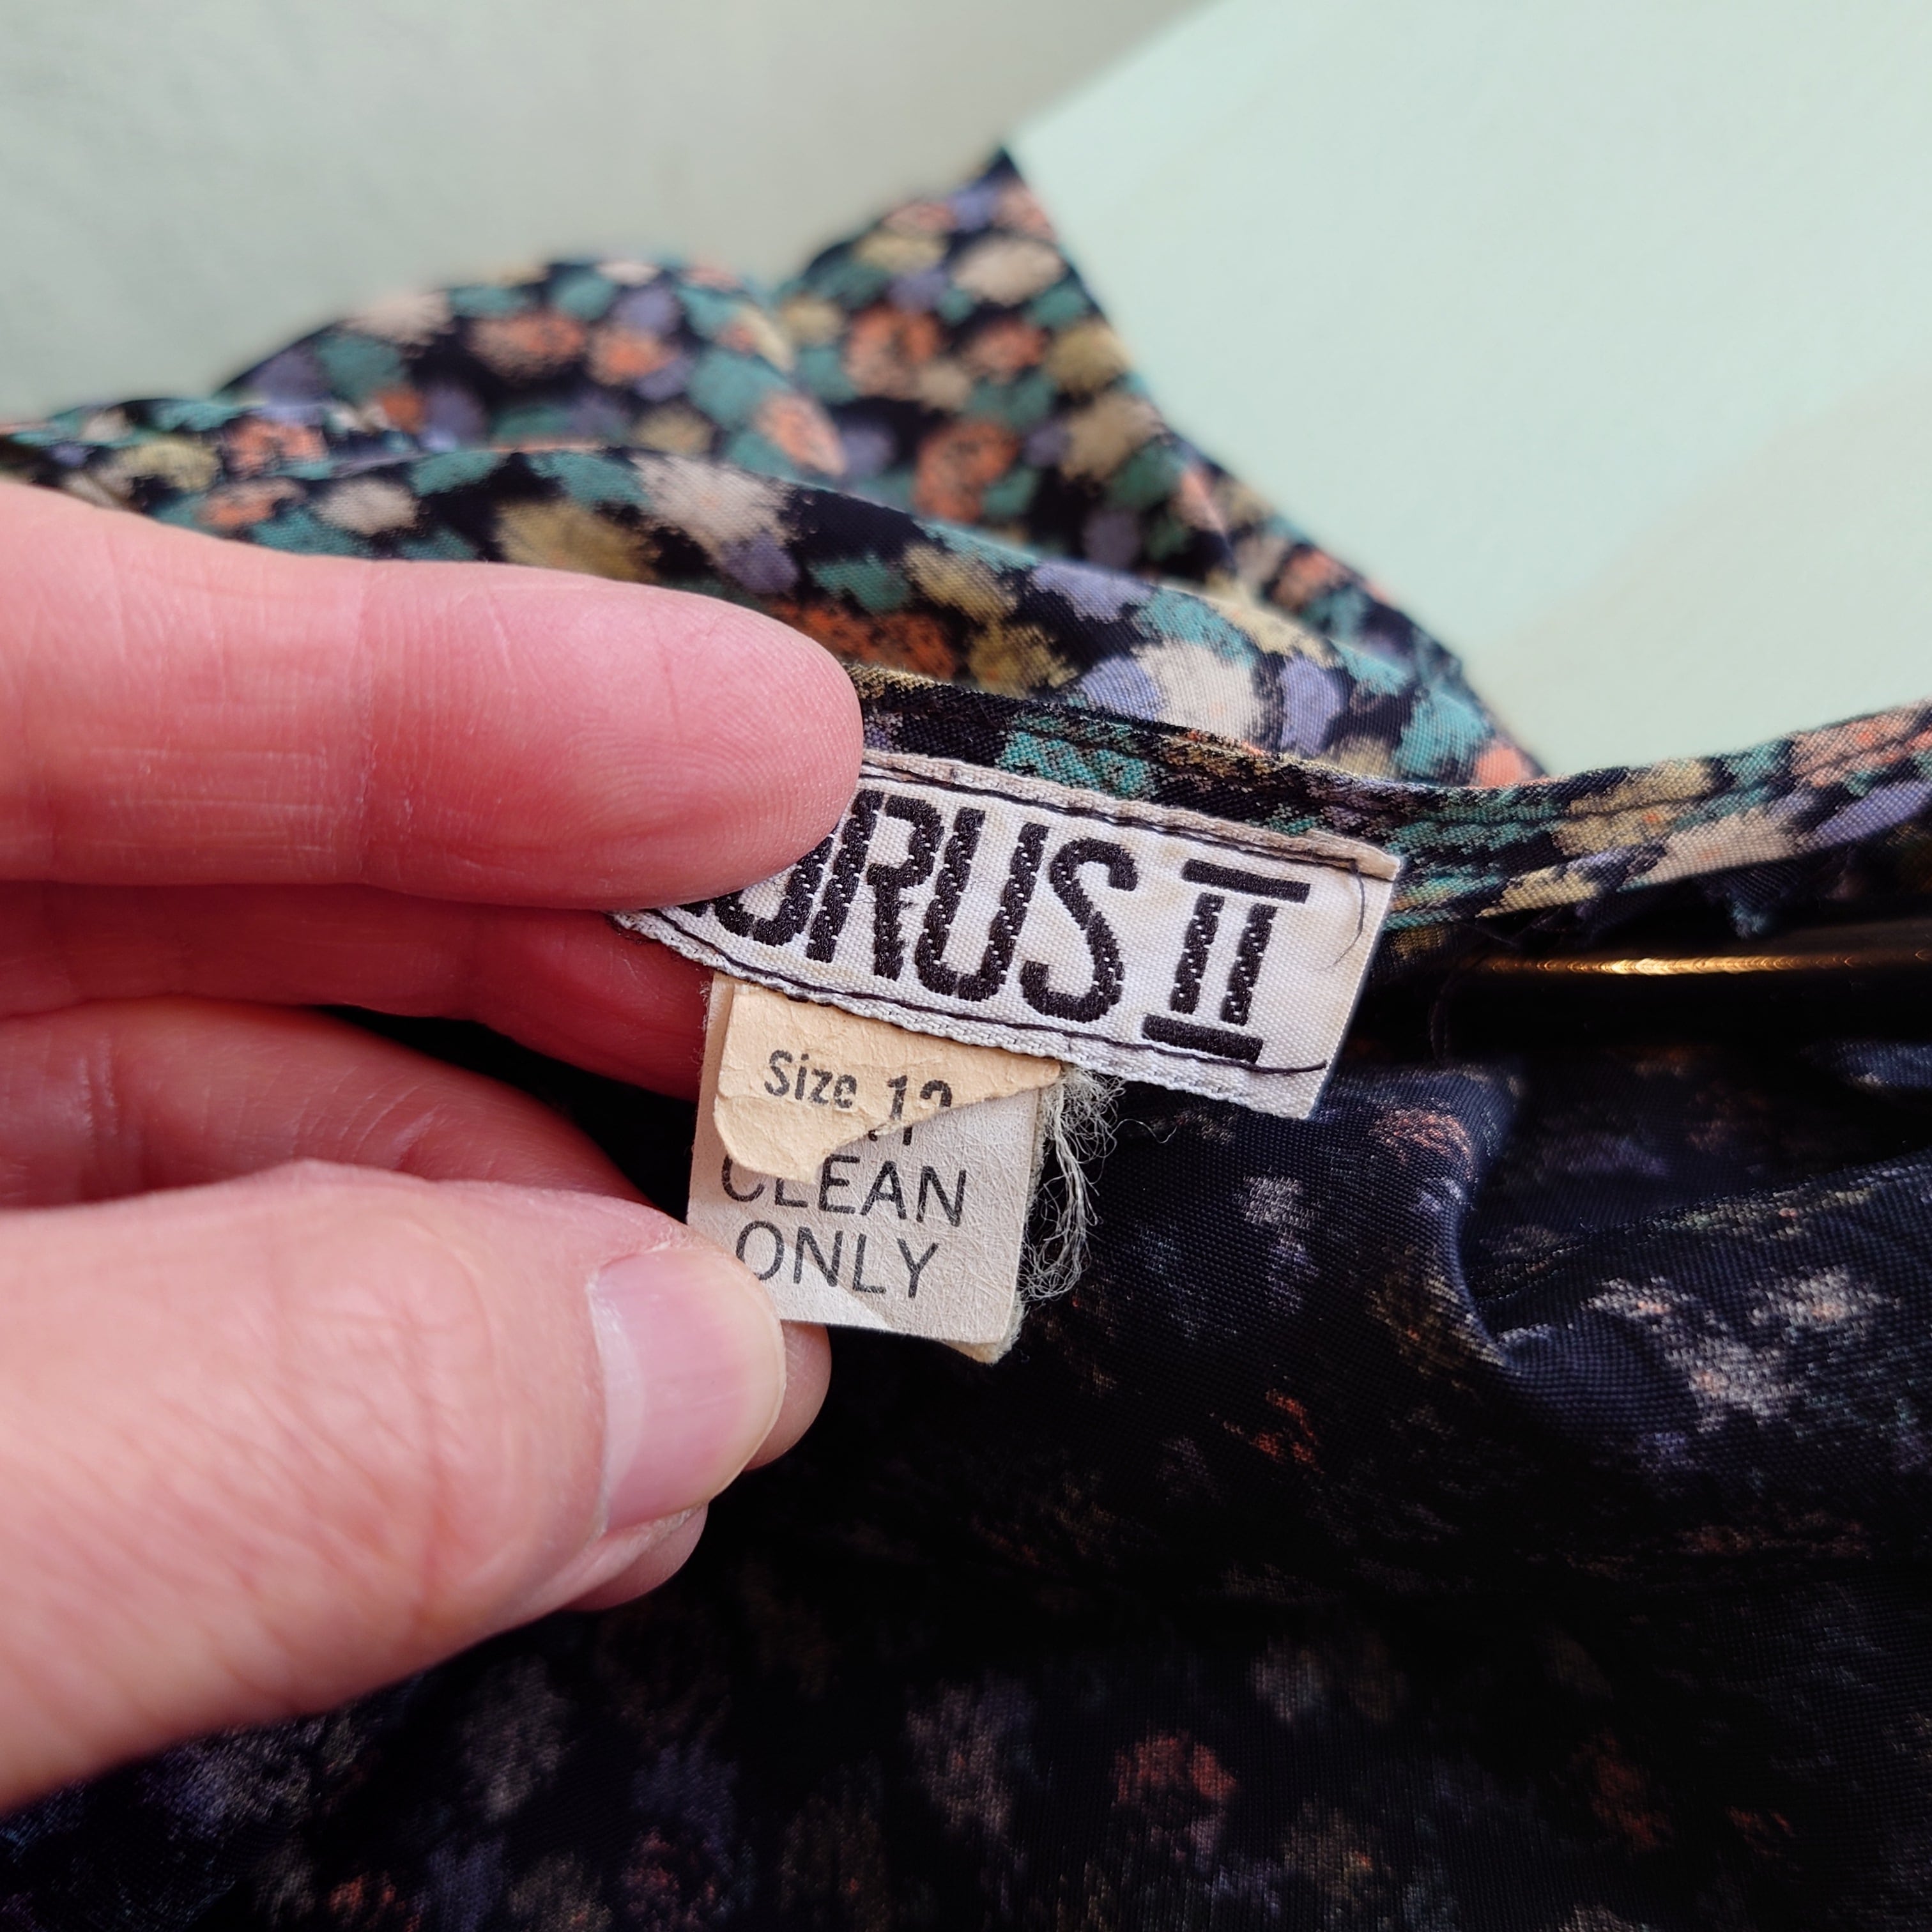 ORUS II
Size 12
CLEAN
ONLY